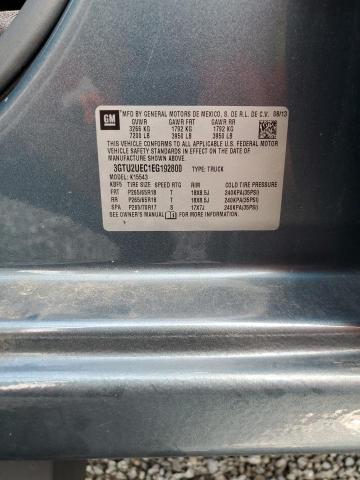 GM MFD BY GENERAL MOTORS DE MEXICO, S. DE R.L. DE C.V. 08/13
GVWR GAWR FRT GAWR RR
3266 KG 1792 KG 1792 KG
7200 LB 3950 LB 3950 LB
THIS VEHICLE CONFORMS TO ALL APPLICABLE U.S. FEDERAL MOTOR
VEHICLE SAFETY STANDARDS IN EFFECT ON THE DATE OF
MANUFACTURE SHOWN ABOVE.
3GTU2UEC1EG192800 TYPE: TRUCK
MODEL: K15543
TIRE SIZE SPEED RTG RIM COLD TIRE PRESSURE
FRT P265/65R18 T 18X8.5J 240KPA(35PSI)
RR P265/65R18 T 18X8.5J 240KPA(35PSI)
SPA P265/70R17 S 17X7J 240KPA(35PSI)
SEE OWNER'S MANUAL FOR MORE INFORMATION